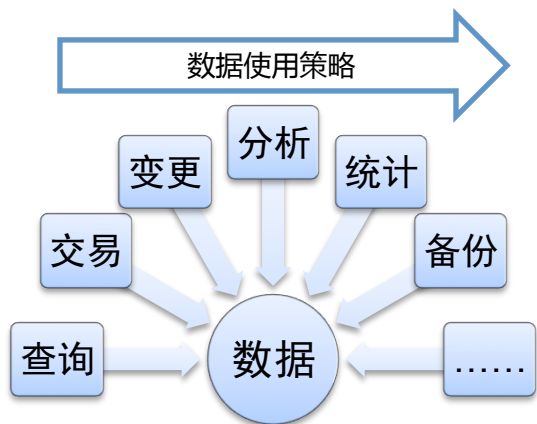 数据使用策略
分析
变更
统计
交易
备份
查询
数据
……